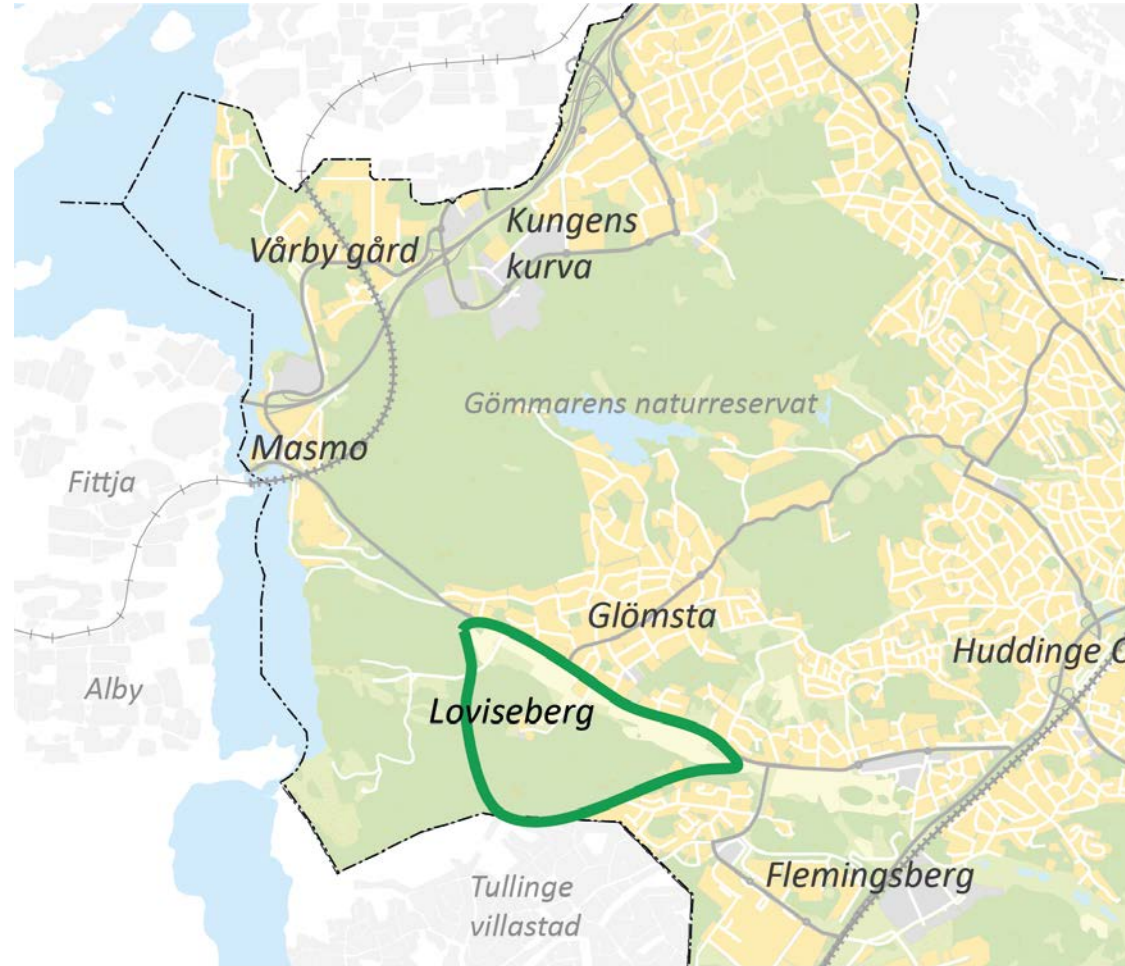 Kungens
kurva
Vårby gård
Gömmarens naturreservat
Masmo
Fittja
Glömsta
Huddinge C
Alby
Loviseberg
Flemingsberg
Tullinge
villastad